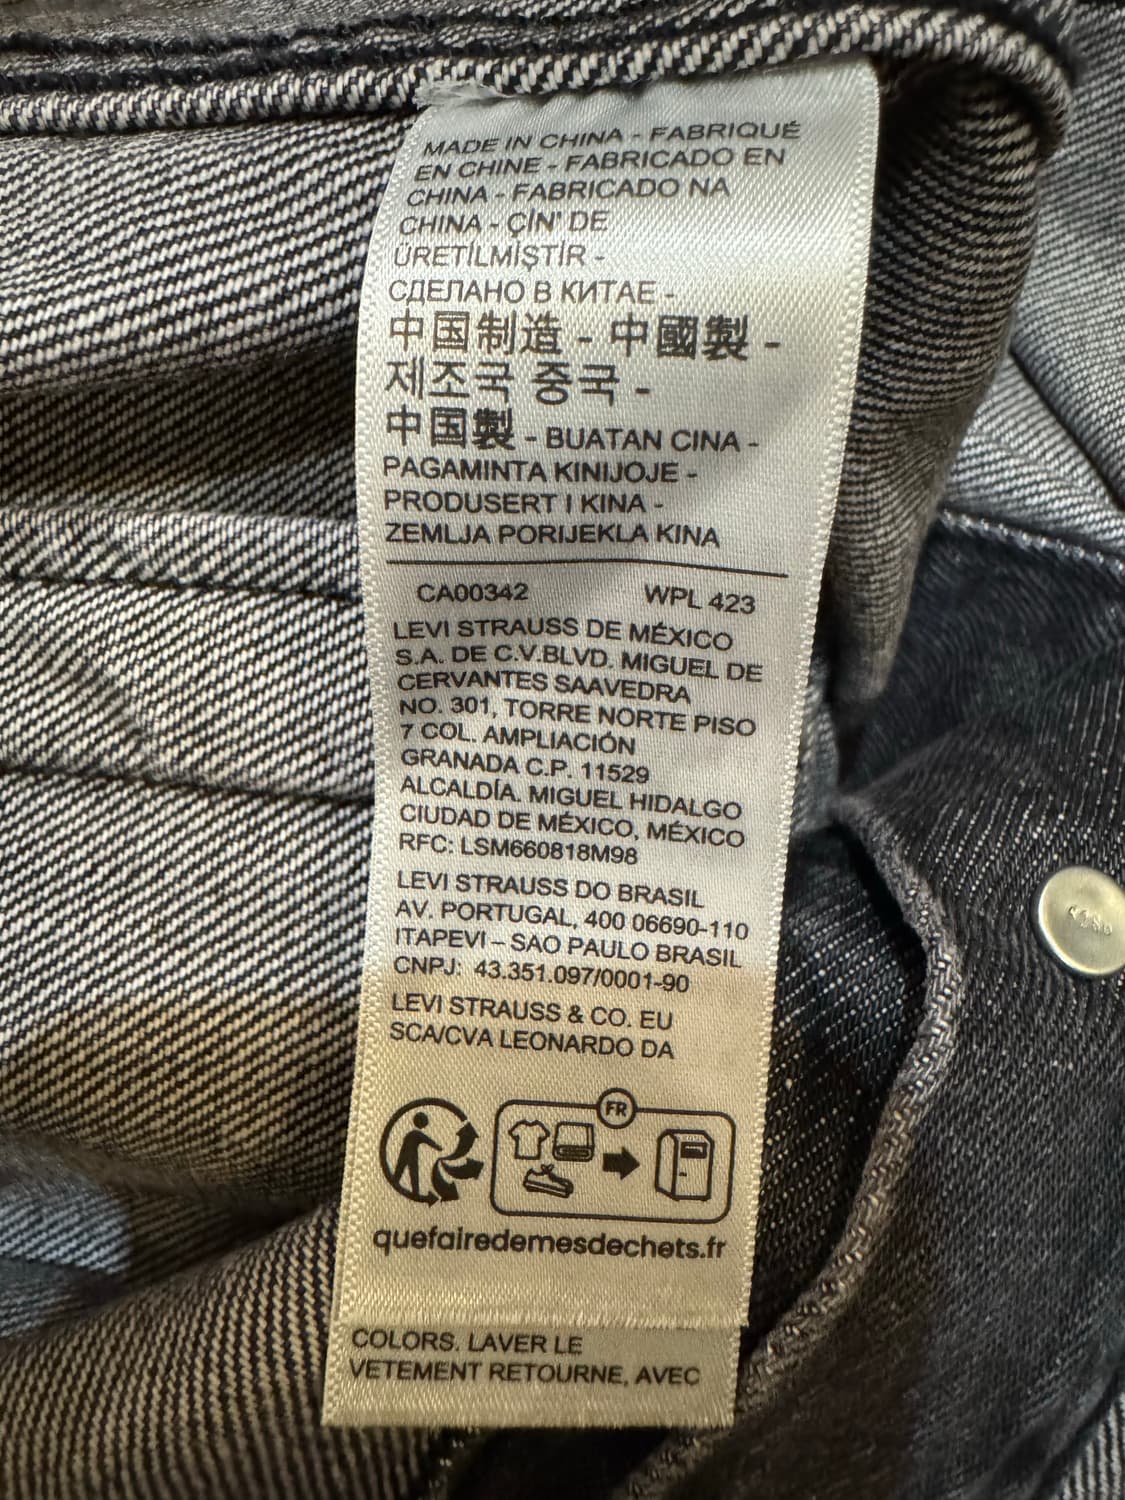 MADE IN CHINA - FABRIQUÉ
EN CHINE - FABRICADO EN
CHINA - FABRICADO NA
CHINA - ÇİN' DE
ÜRETİLMİŞTİR -
СДЕЛАНО В КИТАЕ -
中国制造 - 中國製 -
제조국 중국 -
中国製 - BUATAN CINA -
PAGAMINTA KINIJOJE -
PRODUSERT I KINA -
ZEMLJA PORIJEKLA KINA
CA00342 WPL 423
LEVI STRAUSS DE MÉXICO
S.A. DE C.V.BLVD. MIGUEL DE
CERVANTES SAAVEDRA
NO. 301, TORRE NORTE PISO
7 COL. AMPLIACIÓN
GRANADA C.P. 11529
ALCALDÍA. MIGUEL HIDALGO
CIUDAD DE MÉXICO, MÉXICO
RFC: LSM660818M98
LEVI STRAUSS DO BRASIL
AV. PORTUGAL, 400 06690-110
ITAPEVI – SAO PAULO BRASIL
CNPJ: 43.351.097/0001-90
LEVI STRAUSS & CO. EU
SCA/CVA LEONARDO DA
FR
quefairedemesdechets.fr
COLORS. LAVER LE
VETEMENT RETOURNE, AVEC